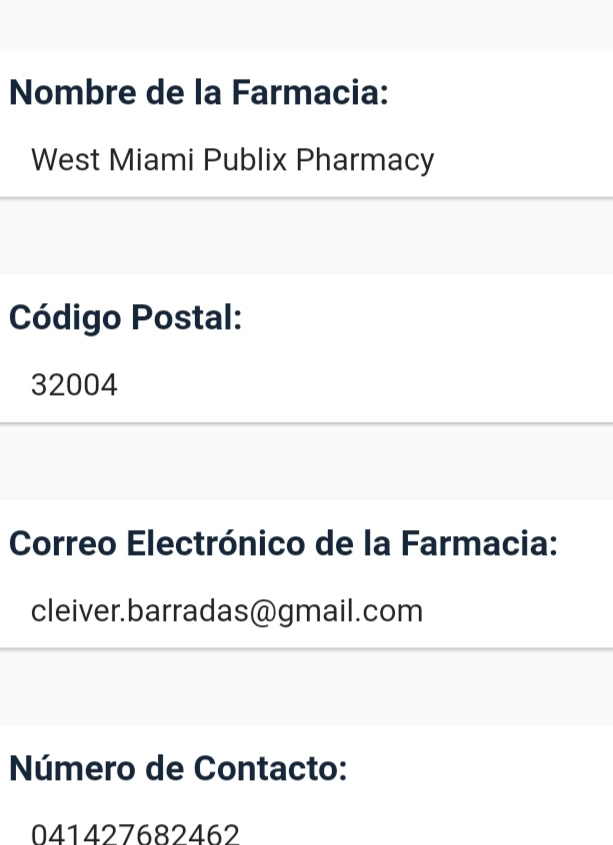 Nombre de la Farmacia:
West Miami Publix Pharmacy
Código Postal:
32004
Correo Electrónico de la Farmacia:
cleiver.barradas@gmail.com
Número de Contacto:
041427682462